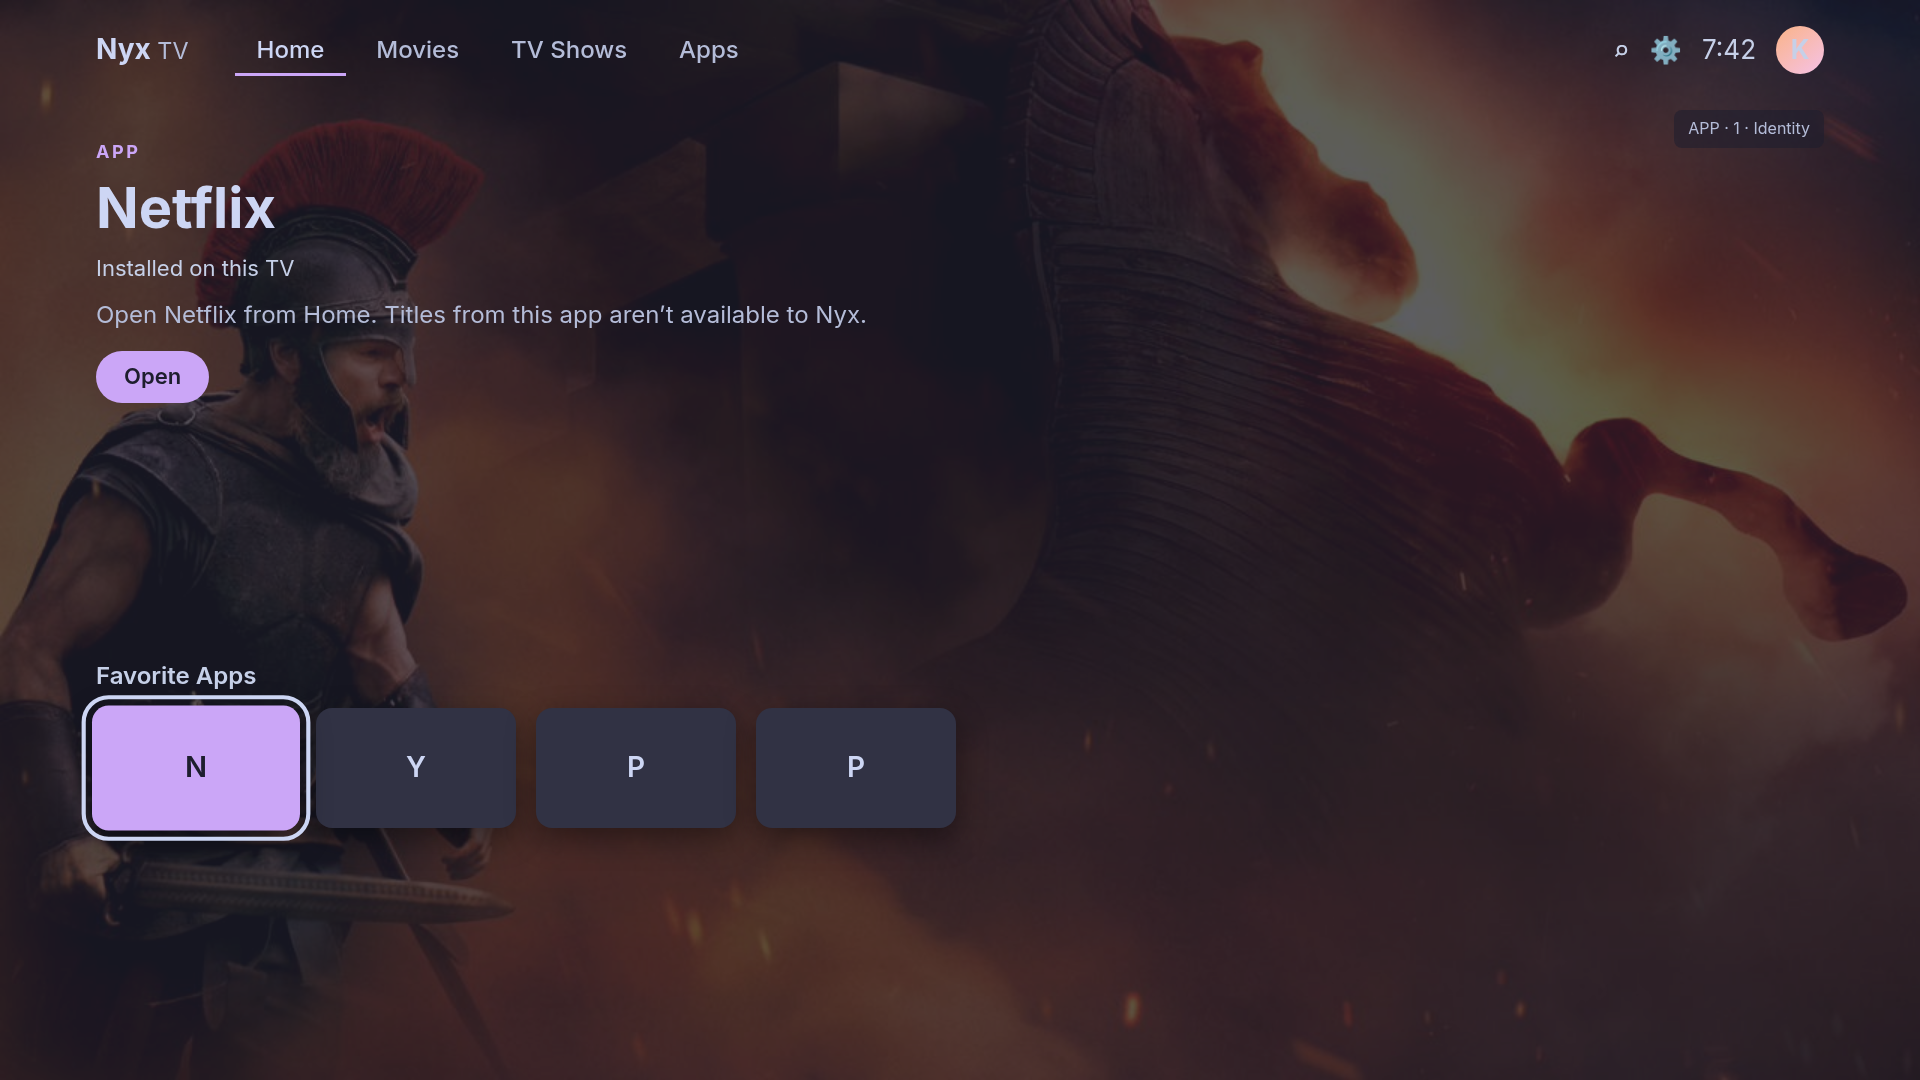 Nyx TV
Home
Movies
TV Shows
Apps
7:42
K
APP · 1 · Identity
APP
Netflix
Installed on this TV
Open Netflix from Home. Titles from this app aren’t available to Nyx.
Open
Favorite Apps
N
Y
P
P